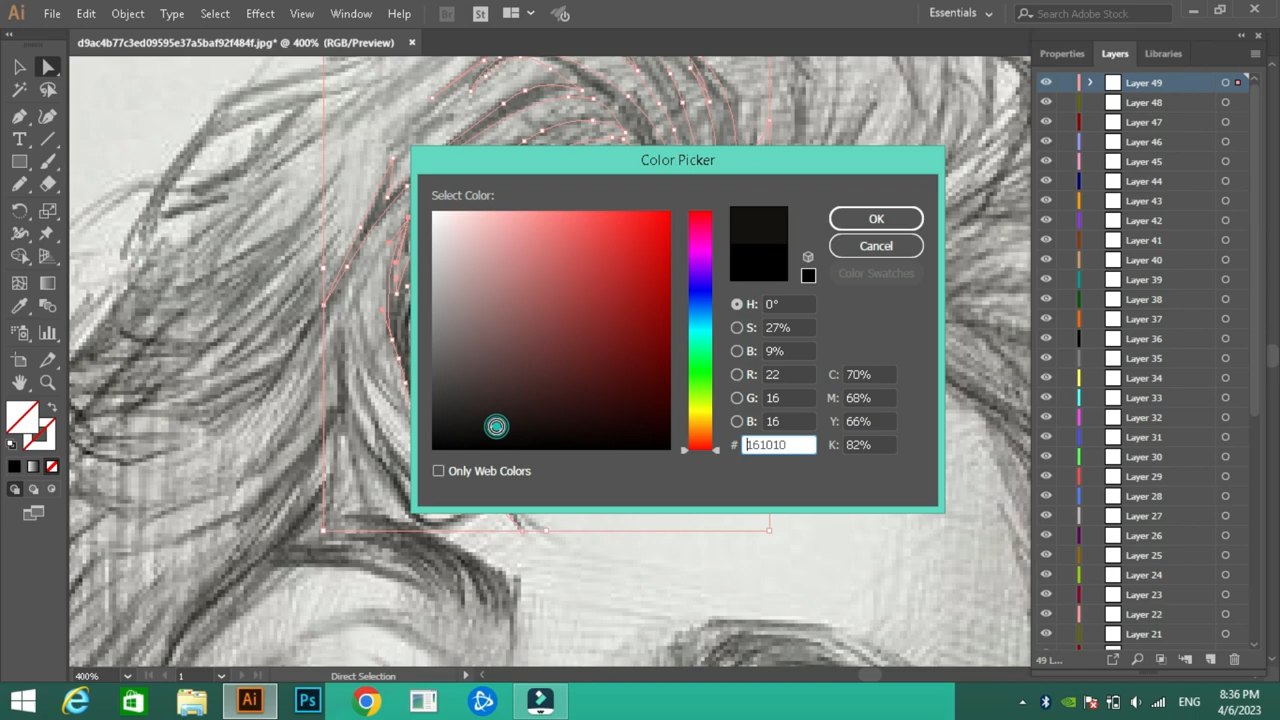 Ai File Edit Object Type Select Effect View Window Help Br St Essentials Search Adobe Stock
d9ac4b77c3ed09595e37a5baf92f484f.jpg* @ 400% (RGB/Preview)
Properties Layers Libraries
Layer 49
Layer 48
Layer 47
Layer 46
Layer 45
Layer 44
Layer 43
Layer 42
Layer 41
Layer 40
Layer 39
Layer 38
Layer 37
Layer 36
Layer 35
Layer 34
Layer 33
Layer 32
Layer 31
Layer 30
Layer 29
Layer 28
Layer 27
Layer 26
Layer 25
Layer 24
Layer 23
Layer 22
Layer 21
49 L...
Color Picker
Select Color:
OK
Cancel
Color Swatches
H: 0°
S: 27%
B: 9%
R: 22 C: 70%
G: 16 M: 68%
B: 16 Y: 66%
# 161010 K: 82%
Only Web Colors
400% 1 Direct Selection
Ai Ps ENG
8:36 PM
4/6/2023